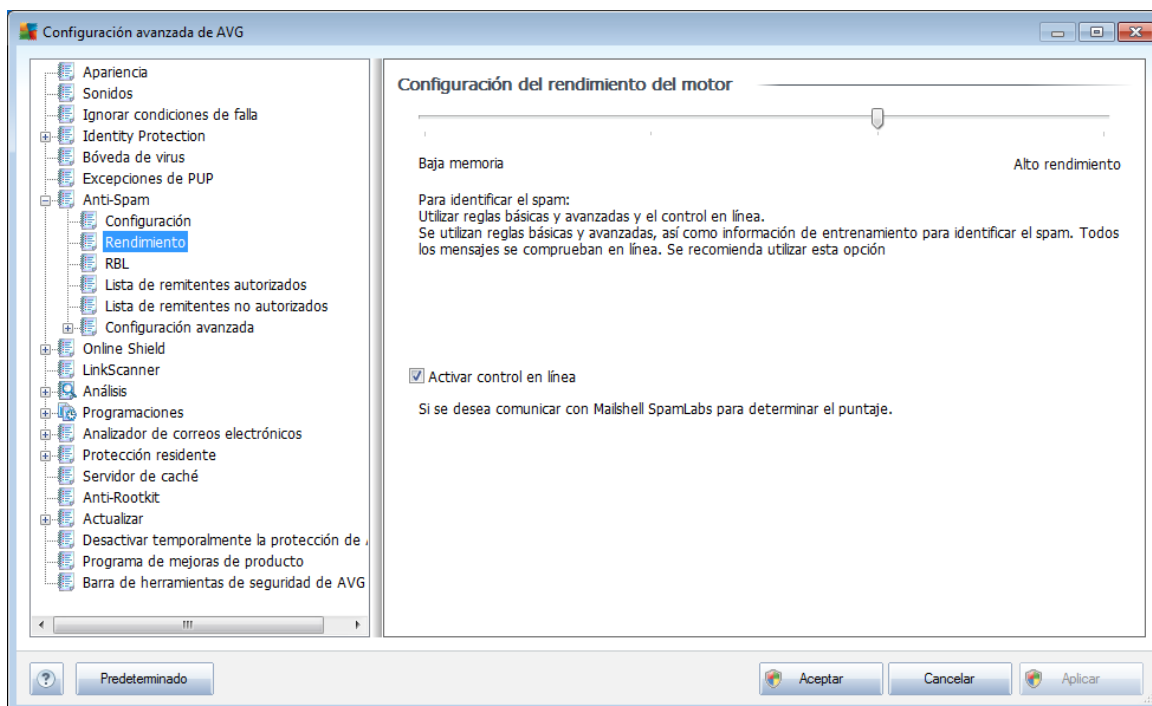 Configuración avanzada de AVG
Apariencia
Sonidos
Ignorar condiciones de falla
Identity Protection
Bóveda de virus
Excepciones de PUP
Anti-Spam
Configuración
Rendimiento
RBL
Lista de remitentes autorizados
Lista de remitentes no autorizados
Configuración avanzada
Online Shield
LinkScanner
Análisis
Programaciones
Analizador de correos electrónicos
Protección residente
Servidor de caché
Anti-Rootkit
Actualizar
Desactivar temporalmente la protección de
Programa de mejoras de producto
Barra de herramientas de seguridad de AVG
Configuración del rendimiento del motor
Baja memoria
Alto rendimiento
Para identificar el spam:
Utilizar reglas básicas y avanzadas y el control en línea.
Se utilizan reglas básicas y avanzadas, así como información de entrenamiento para identificar el spam. Todos
los mensajes se comprueban en línea. Se recomienda utilizar esta opción
Activar control en línea
Si se desea comunicar con Mailshell SpamLabs para determinar el puntaje.
?
Predeterminado
Aceptar
Cancelar
Aplicar